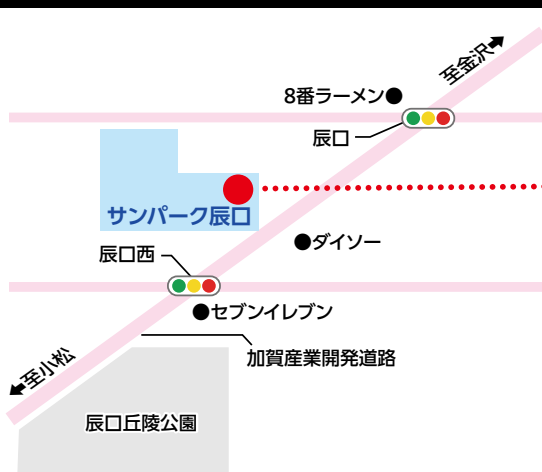 至金沢
8番ラーメン
辰口
サンパーク辰口
ダイソー
辰口西
セブンイレブン
加賀産業開発道路
至小松
辰口丘陵公園